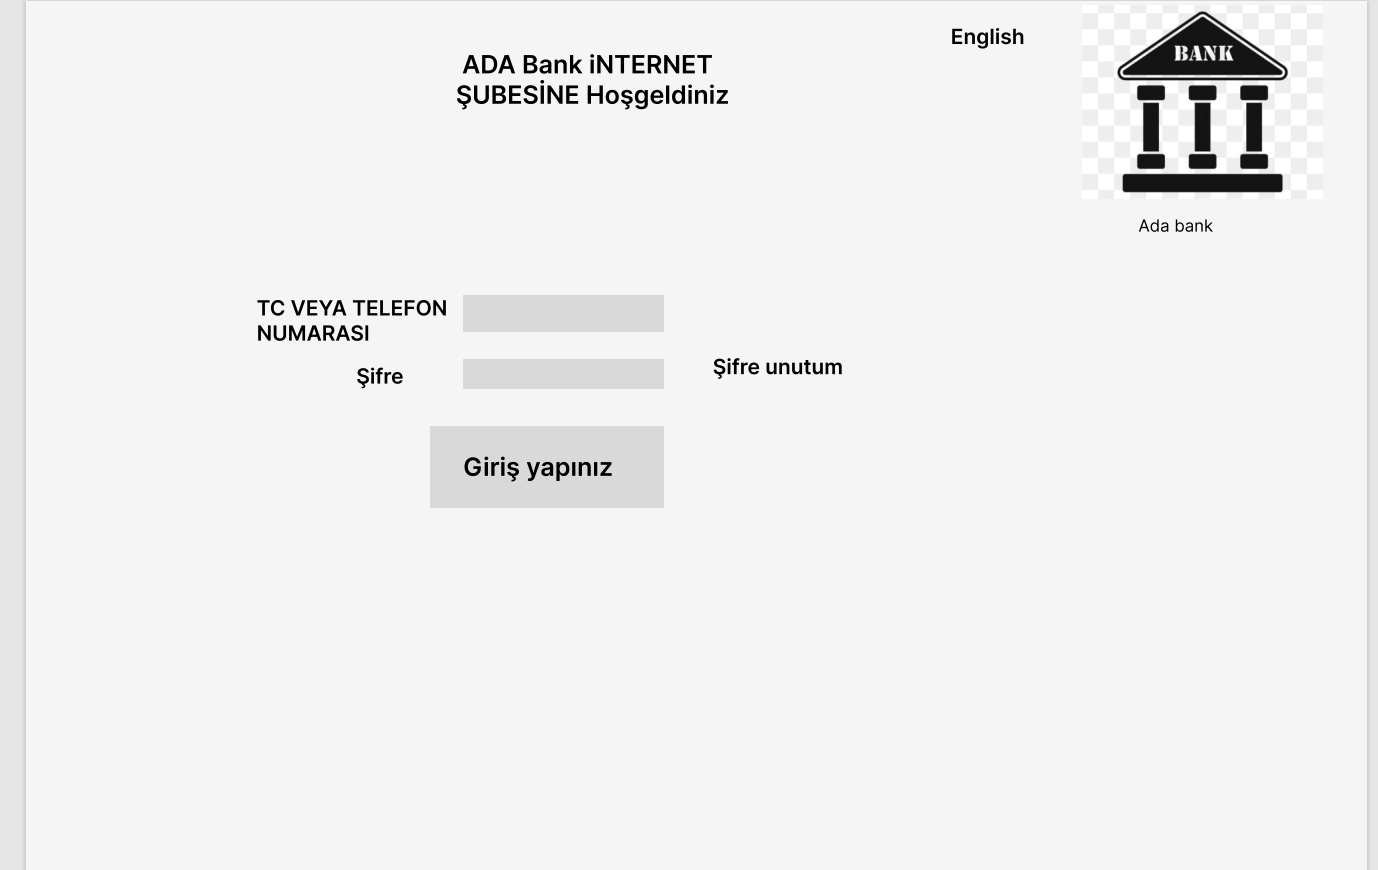 English
BANK
ADA Bank iNTERNET
ŞUBESİNE Hoşgeldiniz
Ada bank
TC VEYA TELEFON
NUMARASI
Şifre unutum
Şifre
Giriş yapınız